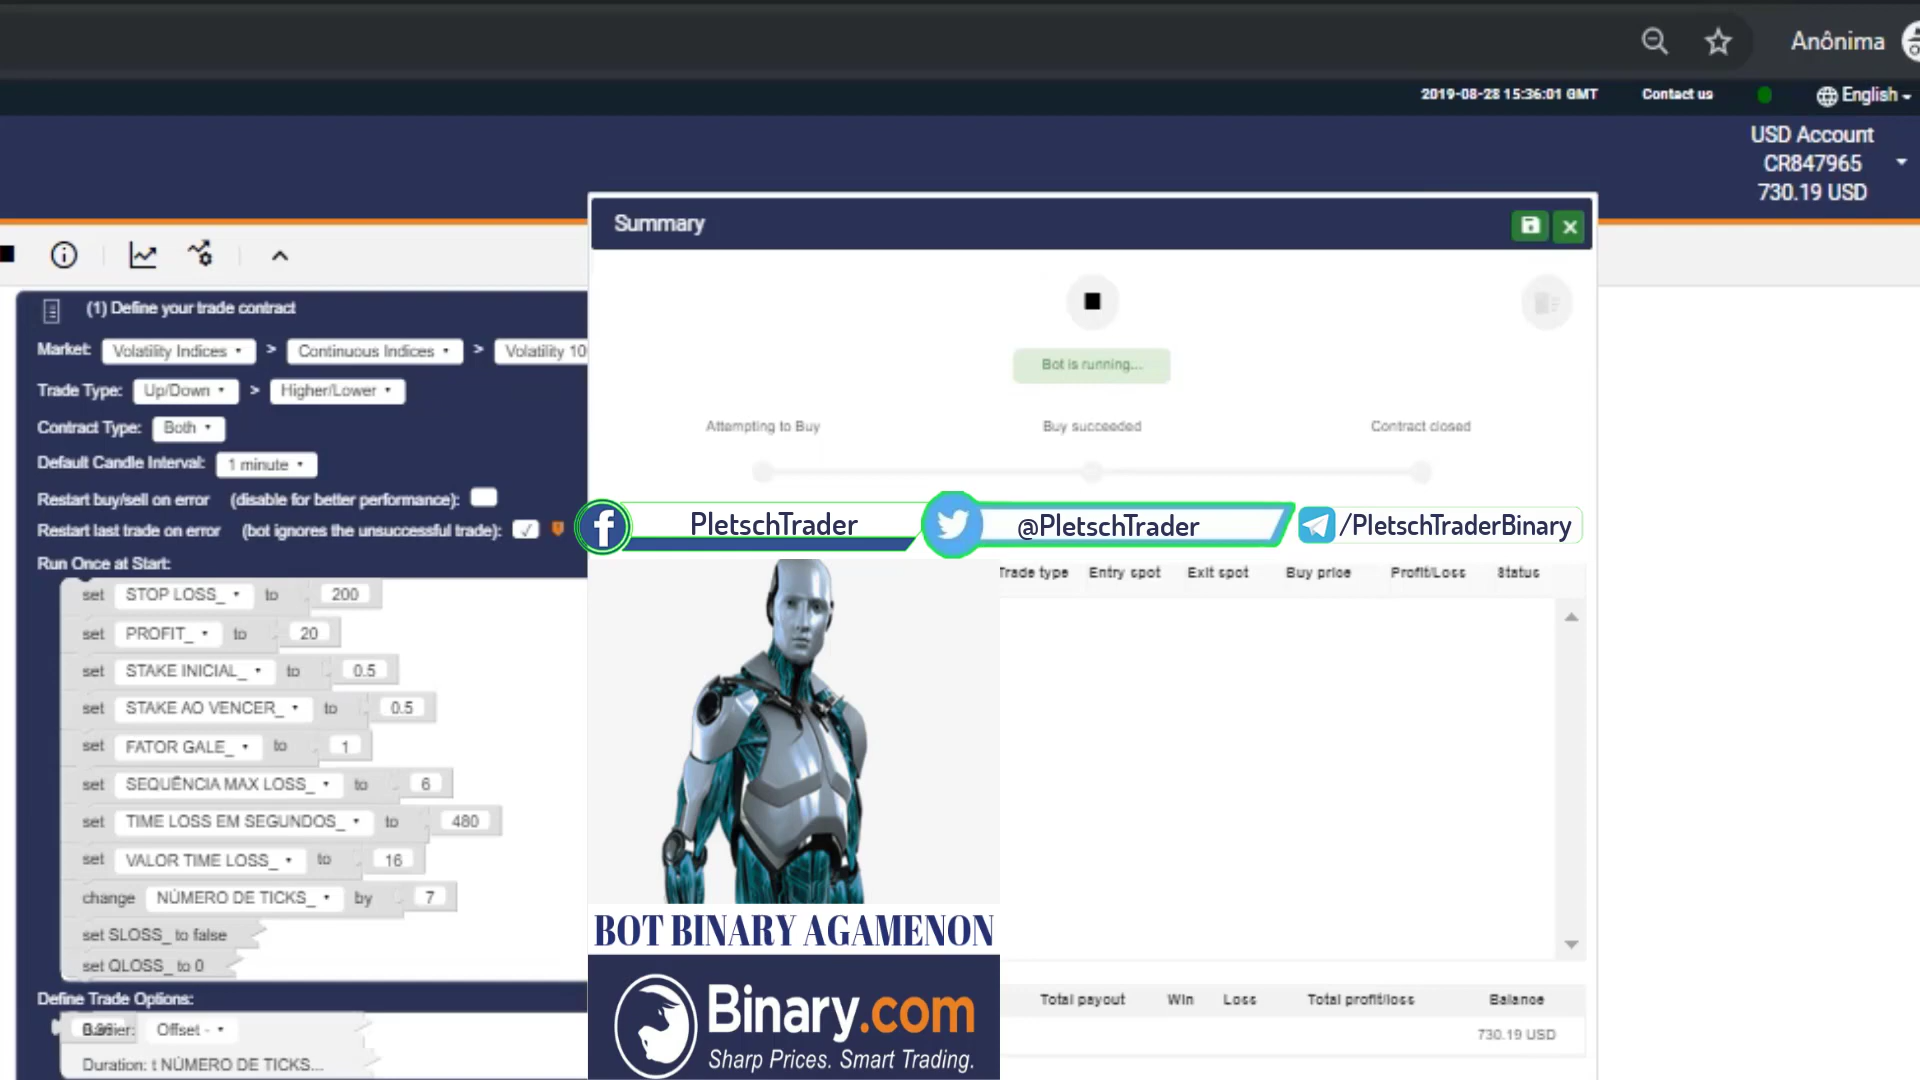 Anônima
2019-08-28 15:36:01 GMT Contact us English
USD Account
CR847965
730.19 USD
Summary
(1) Define your trade contract
Market: Volatility Indices > Continuous Indices > Volatility 10
Trade Type: Up/Down > Higher/Lower
Contract Type: Both
Default Candle Interval: 1 minute
Restart buy/sell on error (disable for better performance):
Restart last trade on error (bot ignores the unsuccessful trade):
Run Once at Start:
set STOP LOSS_ to 200
set PROFIT_ to 20
set STAKE INICIAL_ to 0.5
set STAKE AO VENCER_ to 0.5
set FATOR GALE_ to 1
set SEQUÊNCIA MAX LOSS_ to 6
set TIME LOSS EM SEGUNDOS_ to 480
set VALOR TIME LOSS_ to 16
change NÚMERO DE TICKS_ by 7
set SLOSS_ to false
set QLOSS_ to 0
Define Trade Options:
Offset -
Duration: t NÚMERO DE TICKS...
Bot is running...
Attempting to Buy Buy succeeded Contract closed
PletschTrader @PletschTrader /PletschTraderBinary
Trade type Entry spot Exit spot Buy price Profit/Loss Status
BOT BINARY AGAMENON
Binary.com
Sharp Prices. Smart Trading.
Total payout Win Loss Total profit/loss Balance
730.19 USD